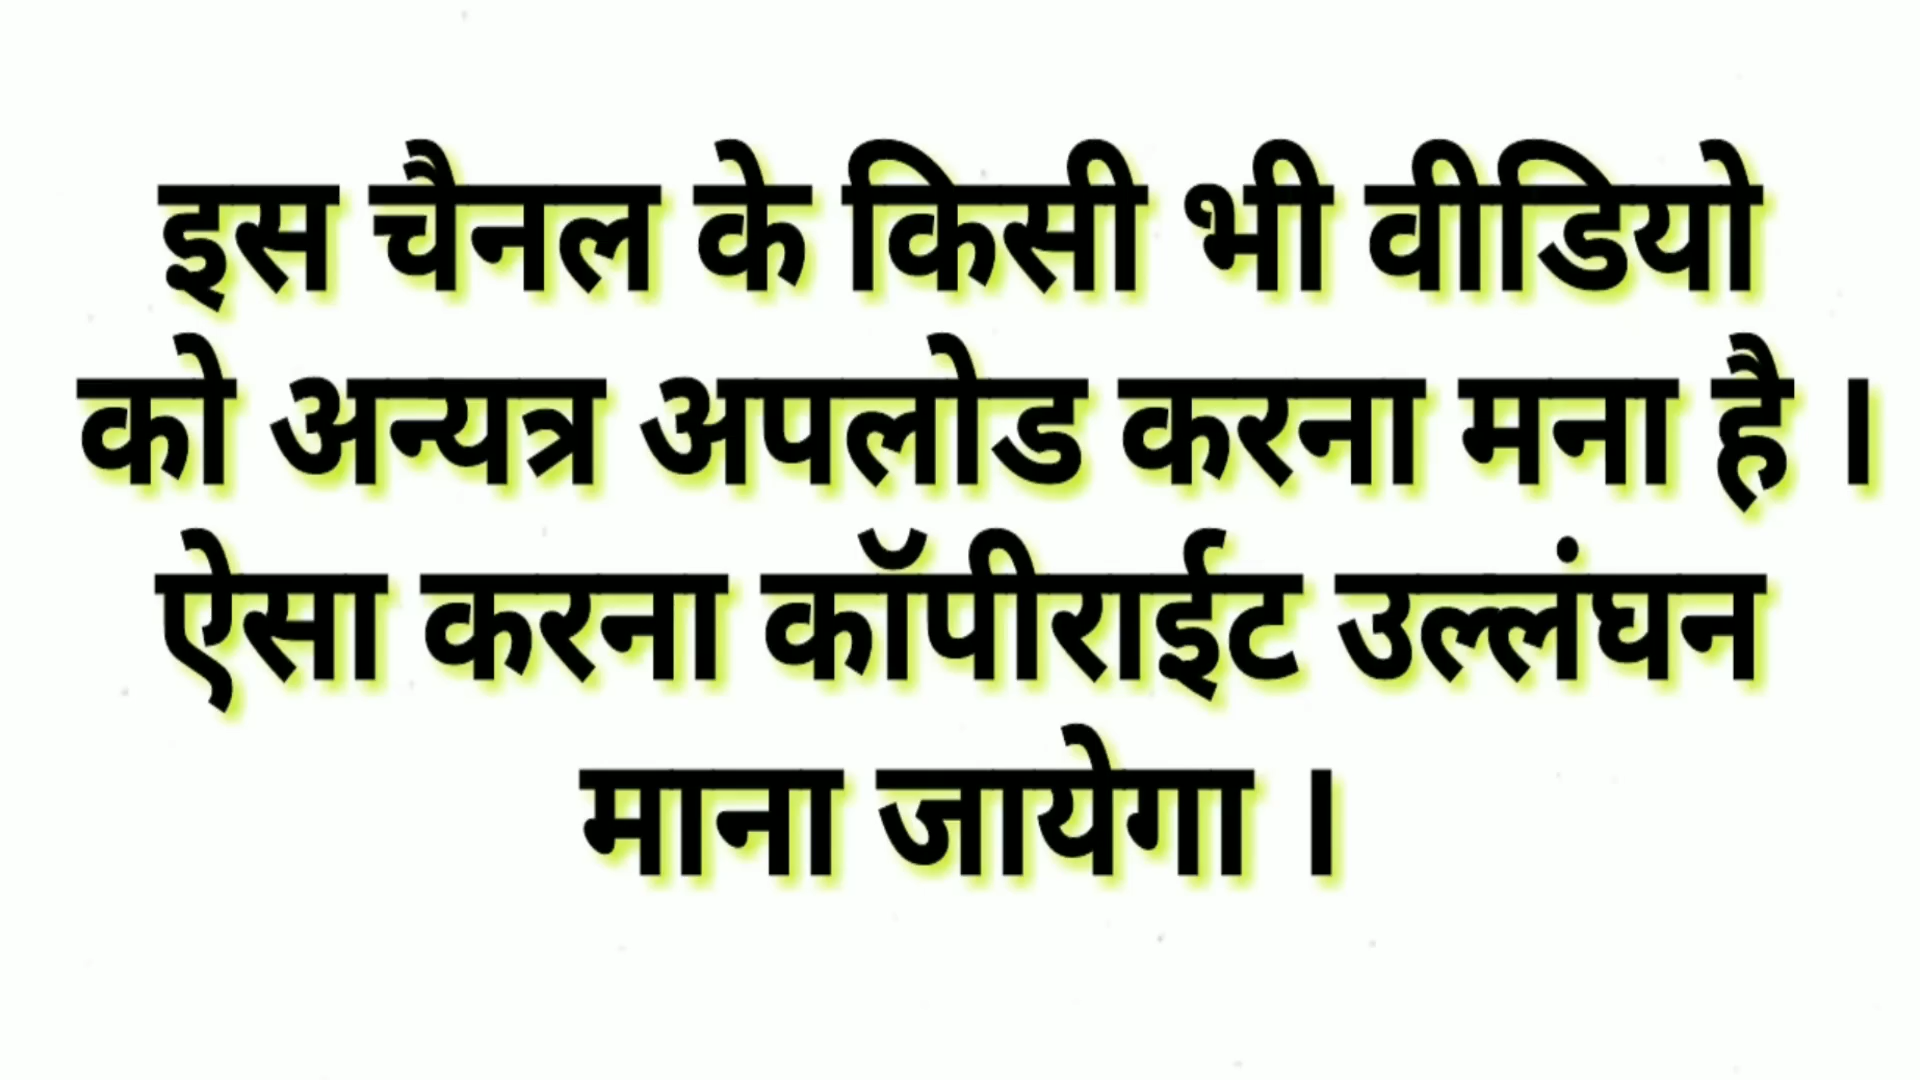 इस चैनल के किसी भी वीडियो
को अन्यत्र अपलोड करना मना है ।
ऐसा करना कॉपीराईट उल्लंघन
माना जायेगा ।